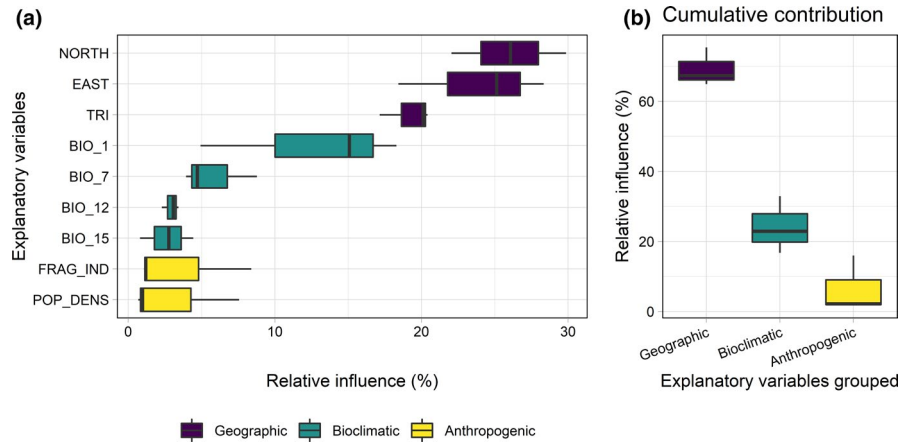 (a)
Explanatory variables
NORTH
EAST
TRI
BIO_1
BIO_7
BIO_12
BIO_15
FRAG_IND
POP_DENS
0 10 20 30
Relative influence (%)
Geographic Bioclimatic Anthropogenic
(b) Cumulative contribution
Relative influence (%)
60
40
20
0
Geographic
Bioclimatic
Anthropogenic
Explanatory variables grouped